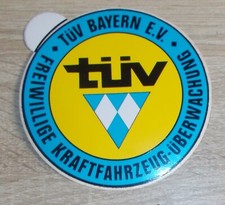 · TÜV BAYERN E.V. ·
tüv
FREIWILLIGE KRAFTFAHRZEUG-ÜBERWACHUNG